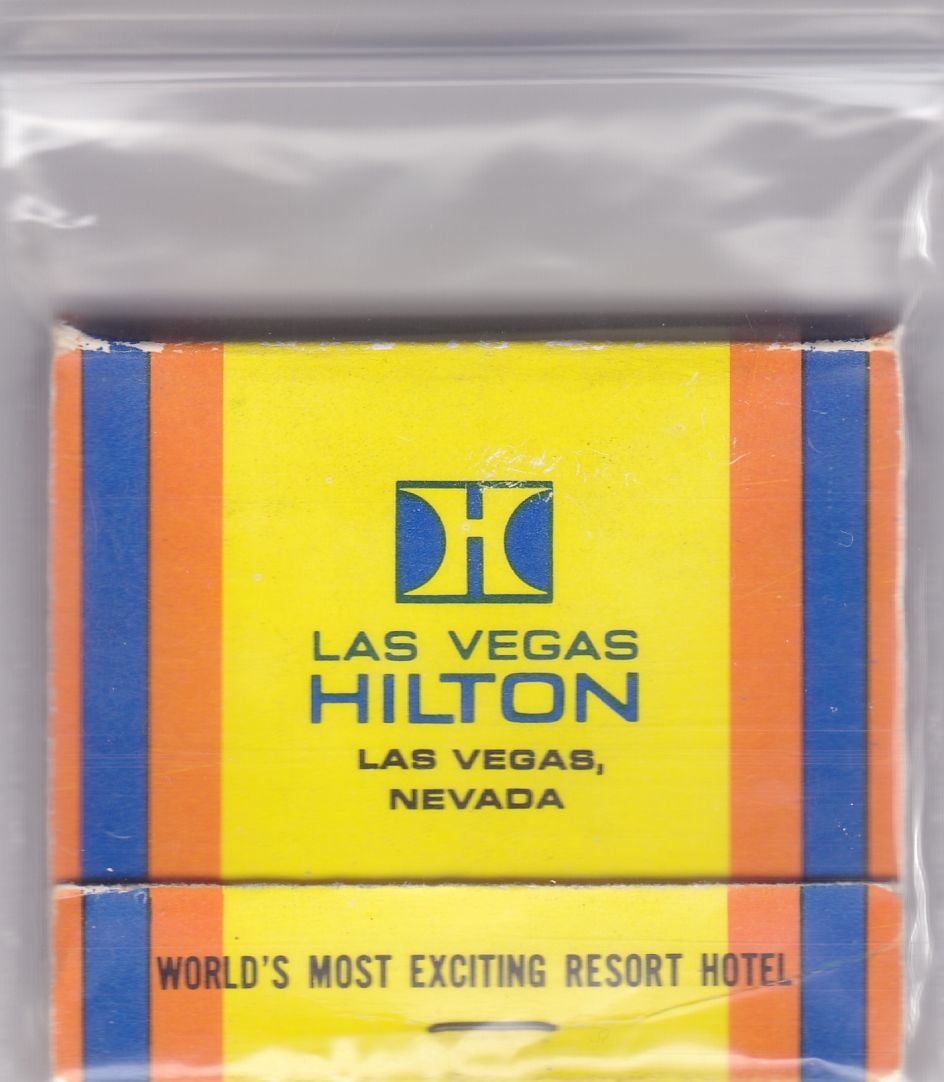 H
LAS VEGAS
HILTON
LAS VEGAS,
NEVADA
WORLD'S MOST EXCITING RESORT HOTEL